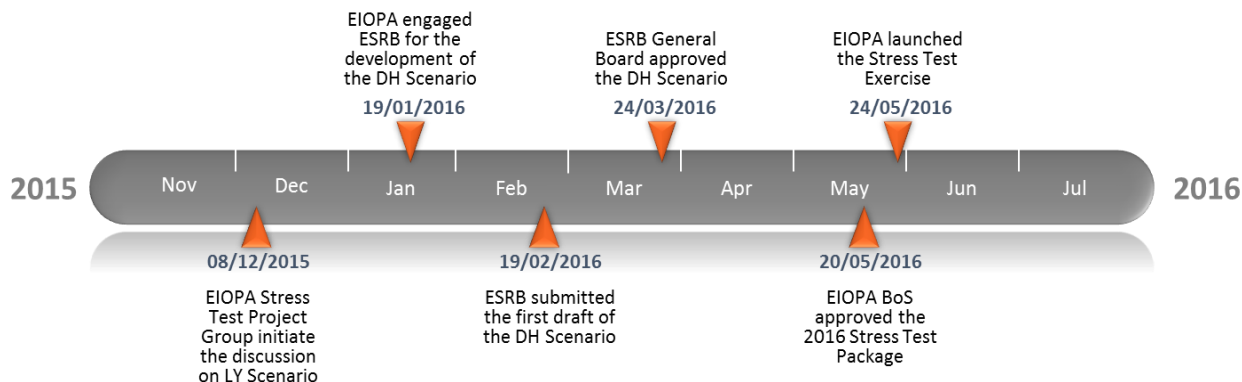 EIOPA engaged
ESRB for the
development of
the DH Scenario
19/01/2016
ESRB General
Board approved
the DH Scenario
24/03/2016
EIOPA launched
the Stress Test
Exercise
24/05/2016
2015
Nov
Dec
Jan
Feb
Mar
Apr
May
Jun
Jul
2016
08/12/2015
EIOPA Stress
Test Project
Group initiate
the discussion
on LY Scenario
19/02/2016
ESRB submitted
the first draft of
the DH Scenario
20/05/2016
EIOPA BoS
approved the
2016 Stress Test
Package